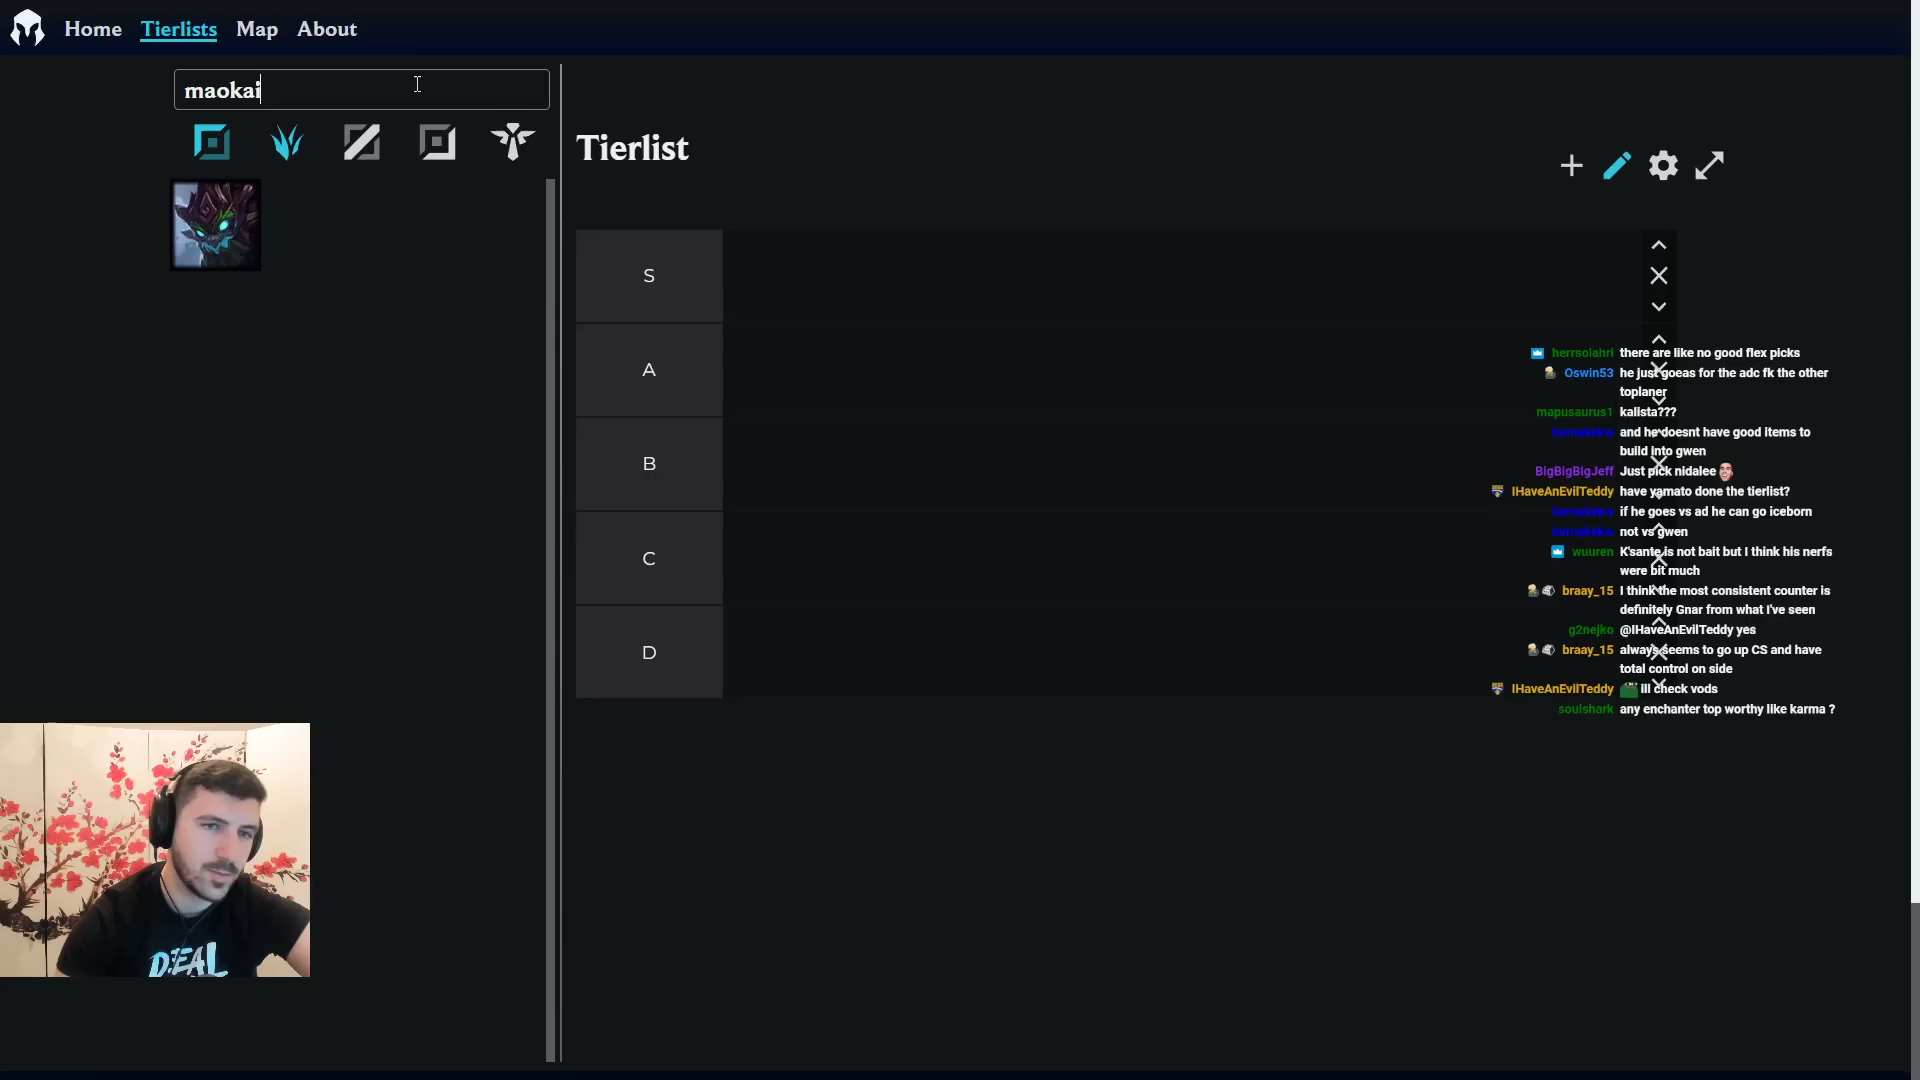 Home Tierlists Map About
maokai
Tierlist
S
A
B
C
D
herrsolahri there are like no good flex picks
Oswin53 he just goeas for the adc fk the other
toplaner
mapusaurus1 kalista???
and he doesnt have good items to
build into gwen
BigBigBigJeff Just pick nidalee
IHaveAnEvilTeddy have yamato done the tierlist?
if he goes vs ad he can go iceborn
not vs gwen
wuuren K'sante is not bait but I think his nerfs
were bit much
braay_15 I think the most consistent counter is
definitely Gnar from what I've seen
g2nejko @IHaveAnEvilTeddy yes
braay_15 always seems to go up CS and have
total control on side
IHaveAnEvilTeddy ill check vods
soulshark any enchanter top worthy like karma ?
DEAL